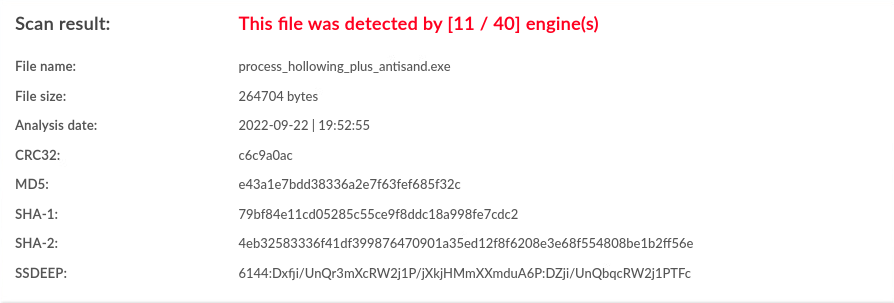 Scan result: This file was detected by [11 / 40] engine(s)
File name: process_hollowing_plus_antisand.exe
File size: 264704 bytes
Analysis date: 2022-09-22 | 19:52:55
CRC32: c6c9a0ac
MD5: e43a1e7bdd38336a2e7f63fef685f32c
SHA-1: 79bf84e11cd05285c55ce9f8ddc18a998fe7cdc2
SHA-2: 4eb32583336f41df399876470901a35ed12f8f6208e3e68f554808be1b2ff56e
SSDEEP: 6144:Dxfji/UnQr3mXcRW2j1P/jXkjHMmXXmduA6P:DZji/UnQbqcRW2j1PTFc